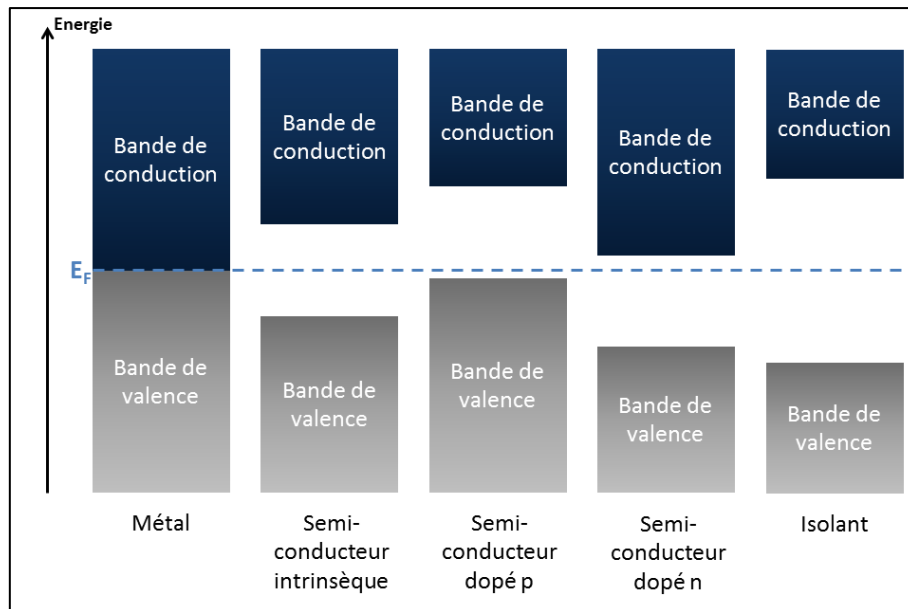 Energie
Bande de
conduction
Bande de
conduction
Bande de
conduction
Bande de
conduction
Bande de
conduction
E_F
Bande de
valence
Bande de
valence
Bande de
valence
Bande de
valence
Bande de
valence
Métal
Semi-
conducteur
intrinsèque
Semi-
conducteur
dopé p
Semi-
conducteur
dopé n
Isolant